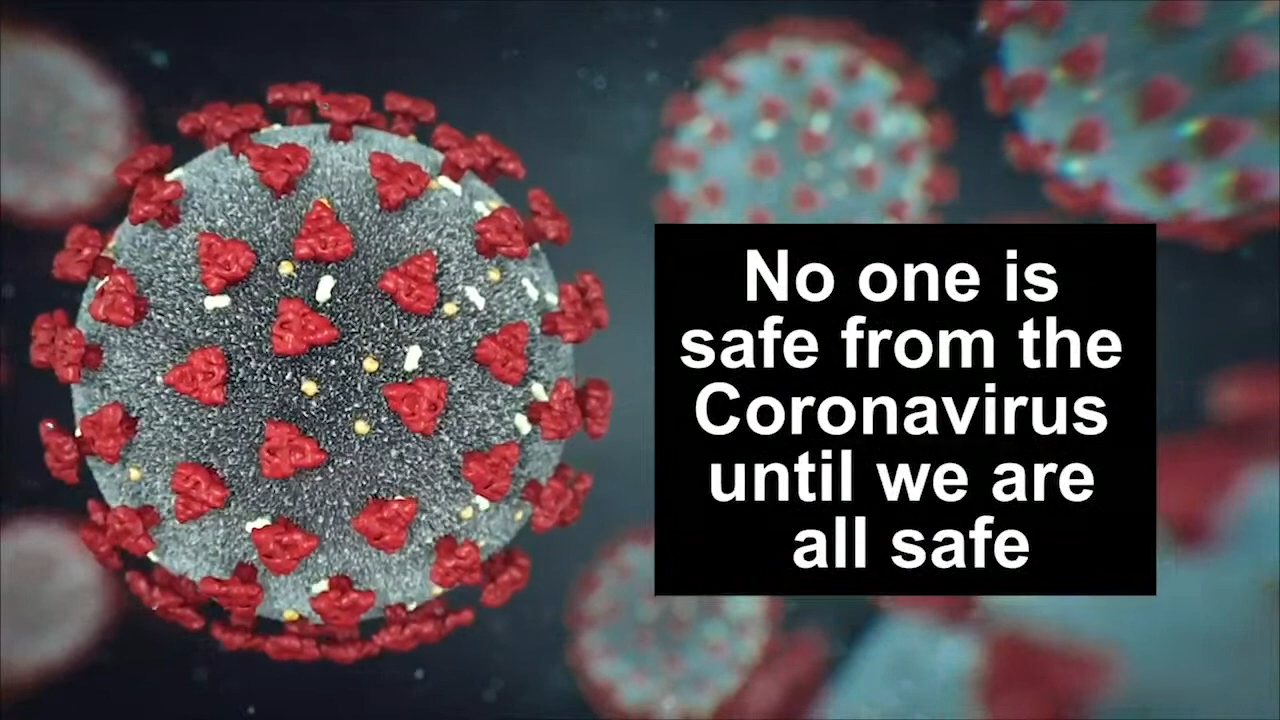 No one is
safe from the
Coronavirus
until we are
all safe